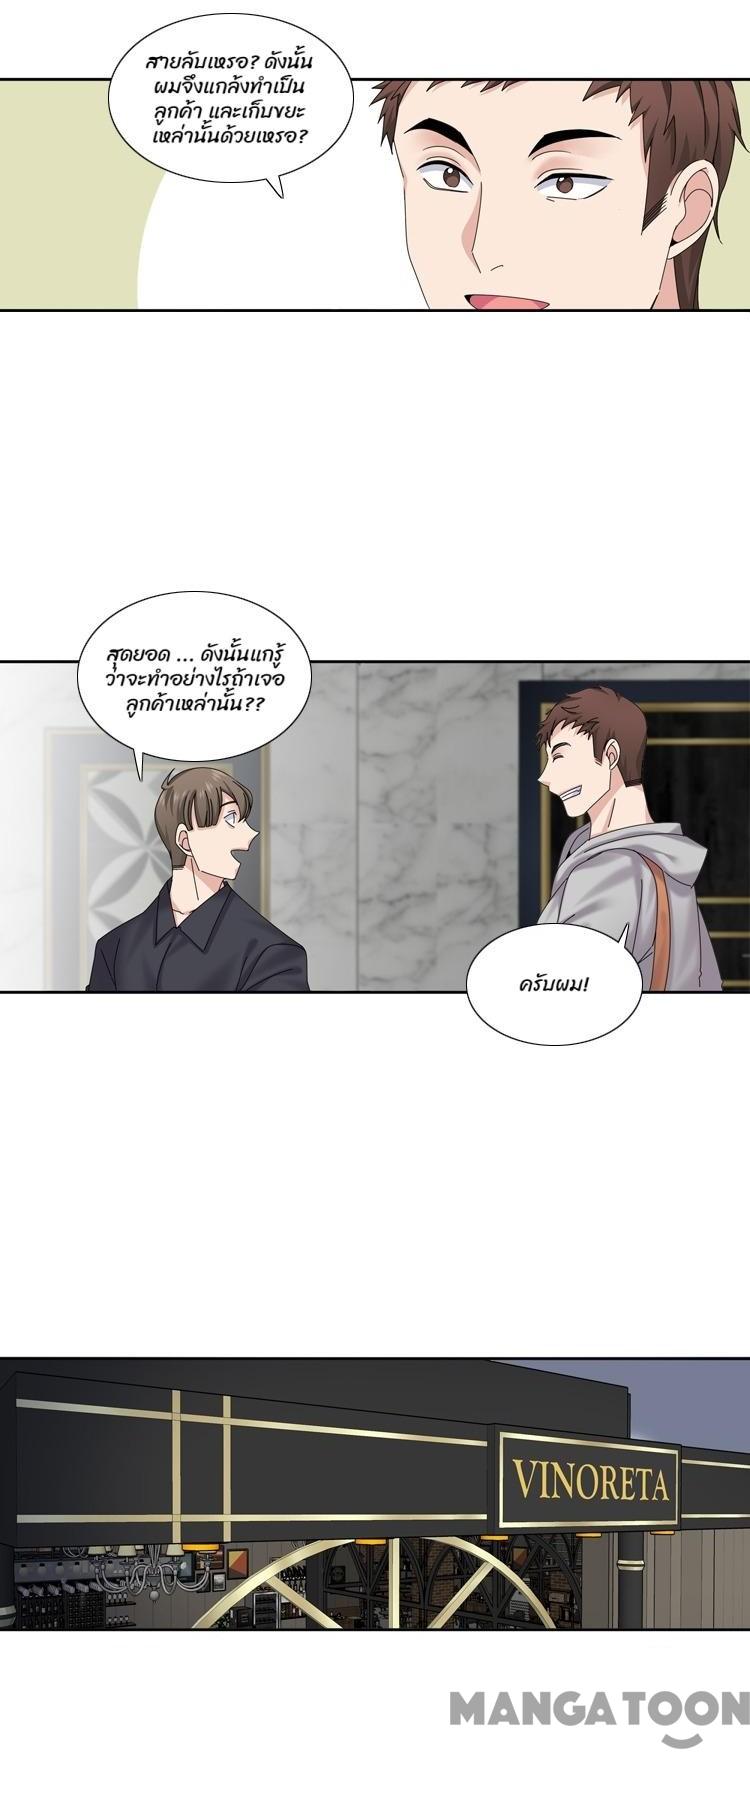 สายลับเหรอ? ดังนั้น
ผมจึงแกล้งทำเป็น
ลูกค้า และเก็บขยะ
เหล่านั้นด้วยเหรอ?
สุดยอด ... ดังนั้นแกรู้
ว่าจะทำอย่างไรถ้าเจอ
ลูกค้าเหล่านั้น??
ครับผม!
VINORETA
MANGATOON